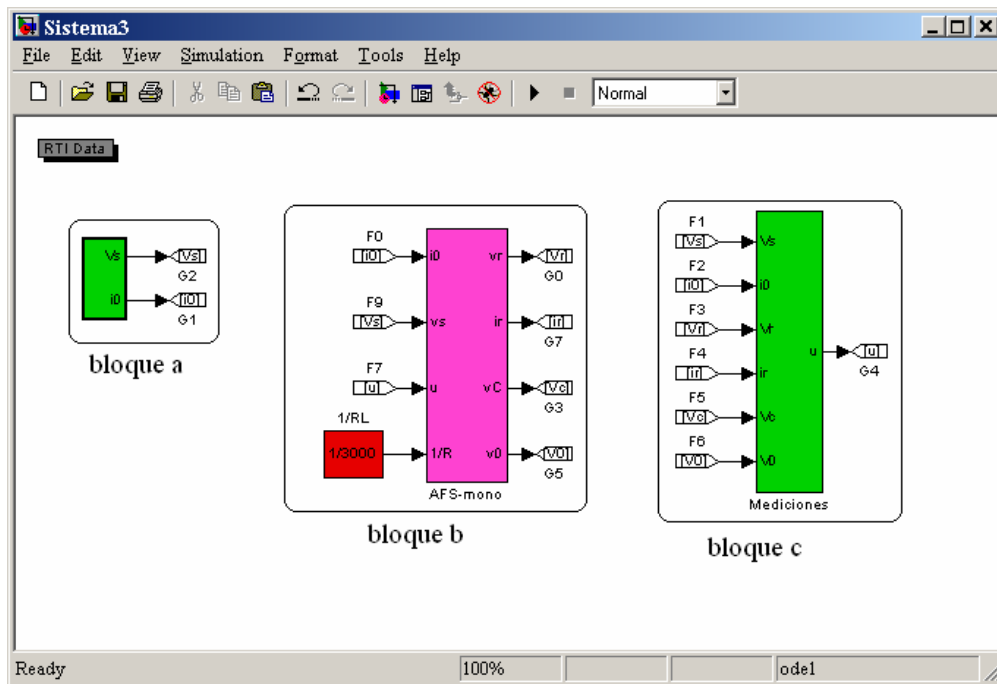 Sistema3
File Edit View Simulation Format Tools Help
Normal
RTI Data
Vs
[Vs]
G2
i0
[i0]
G1
bloque a
F0
[i0]
i0
vr
[Vr]
G0
F9
[Vs]
vs
ir
[ir]
G7
F7
[u]
u
vC
[Vc]
G3
1/RL
1/3000
1/R
v0
[V0]
G5
AFS-mono
bloque b
F1
[Vs]
Vs
F2
[i0]
i0
F3
[Vr]
Vr
F4
[ir]
ir
F5
[Vc]
Vc
F6
[V0]
V0
u
[u]
G4
Mediciones
bloque c
Ready
100%
ode1